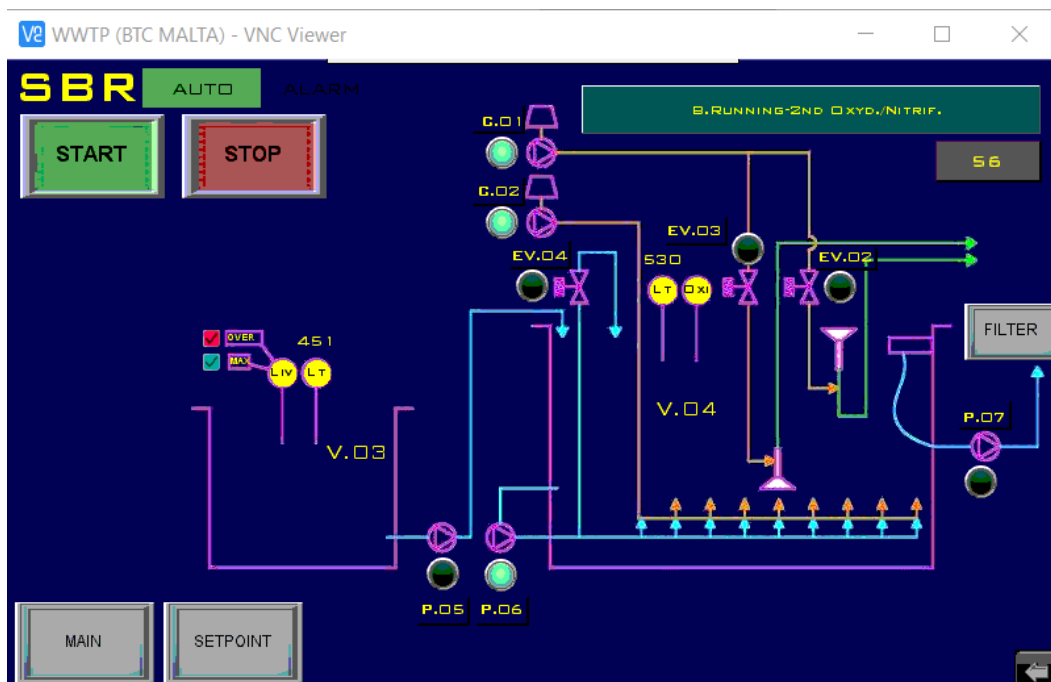 V2 WWTP (BTC MALTA) - VNC Viewer
SBR AUTO ALARM
START STOP
8.Running-2nd Oxyd./Nitrif.
56
C.01
C.02
EV.04
EV.03
EV.02
530
LT OXI
OVER
MAX
451
LIV LT
V.03
V.04
FILTER
P.07
P.05 P.06
MAIN SETPOINT